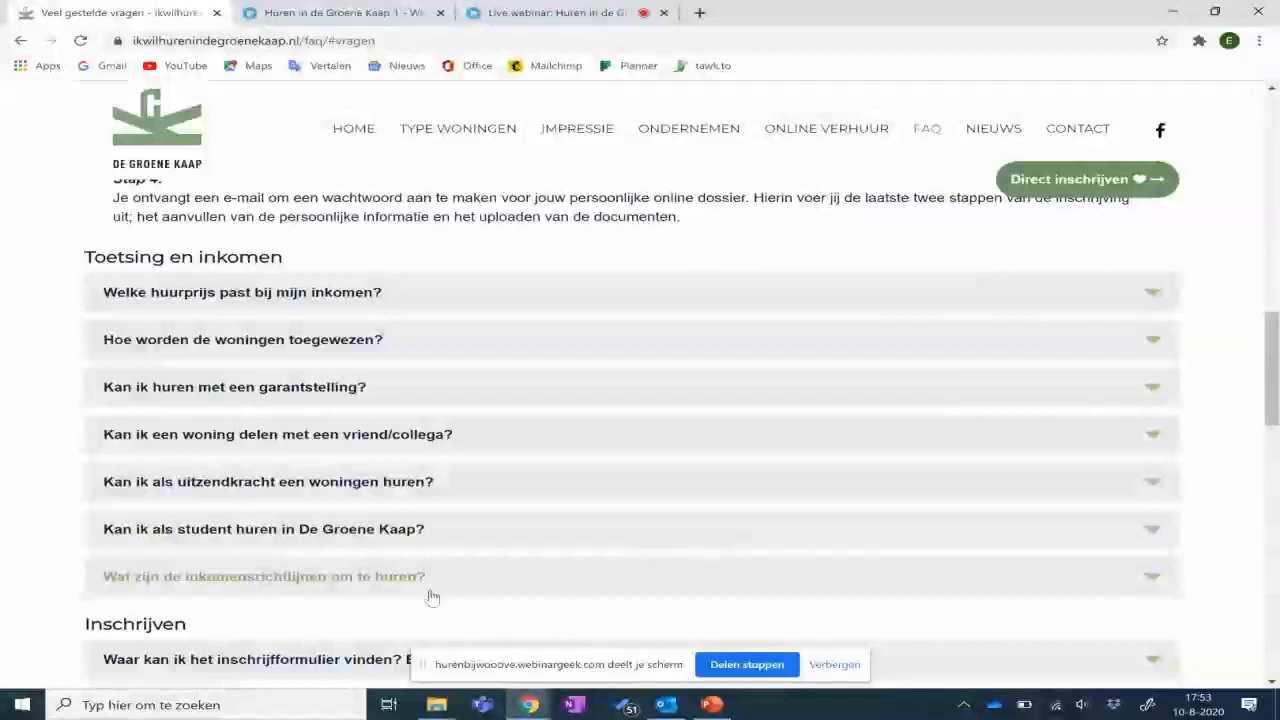 Veel gestelde vragen - ikwilhure
Huren in de Groene Kaap 1 - W
Live webinar: Huren in de G
ikwilhurenindegroenekaap.nl/faq/#vragen
Apps Gmail YouTube Maps Vertalen Nieuws Office Mailchimp Planner tawk.to
DE GROENE KAAP
HOME TYPE WONINGEN IMPRESSIE ONDERNEMEN ONLINE VERHUUR FAQ NIEUWS CONTACT
Direct inschrijven
Stap 4:
Je ontvangt een e-mail om een wachtwoord aan te maken voor jouw persoonlijke online dossier. Hierin voer jij de laatste twee stappen van de inschrijving
uit; het aanvullen van de persoonlijke informatie en het uploaden van de documenten.
Toetsing en inkomen
Welke huurprijs past bij mijn inkomen?
Hoe worden de woningen toegewezen?
Kan ik huren met een garantstelling?
Kan ik een woning delen met een vriend/collega?
Kan ik als uitzendkracht een woningen huren?
Kan ik als student huren in De Groene Kaap?
Wat zijn de inkomensrichtlijnen om te huren?
Inschrijven
Waar kan ik het inschrijfformulier vinden?
hurenbijwooove.webinargeek.com deelt je scherm Delen stoppen Verbergen
Typ hier om te zoeken
51
17:53
10-8-2020